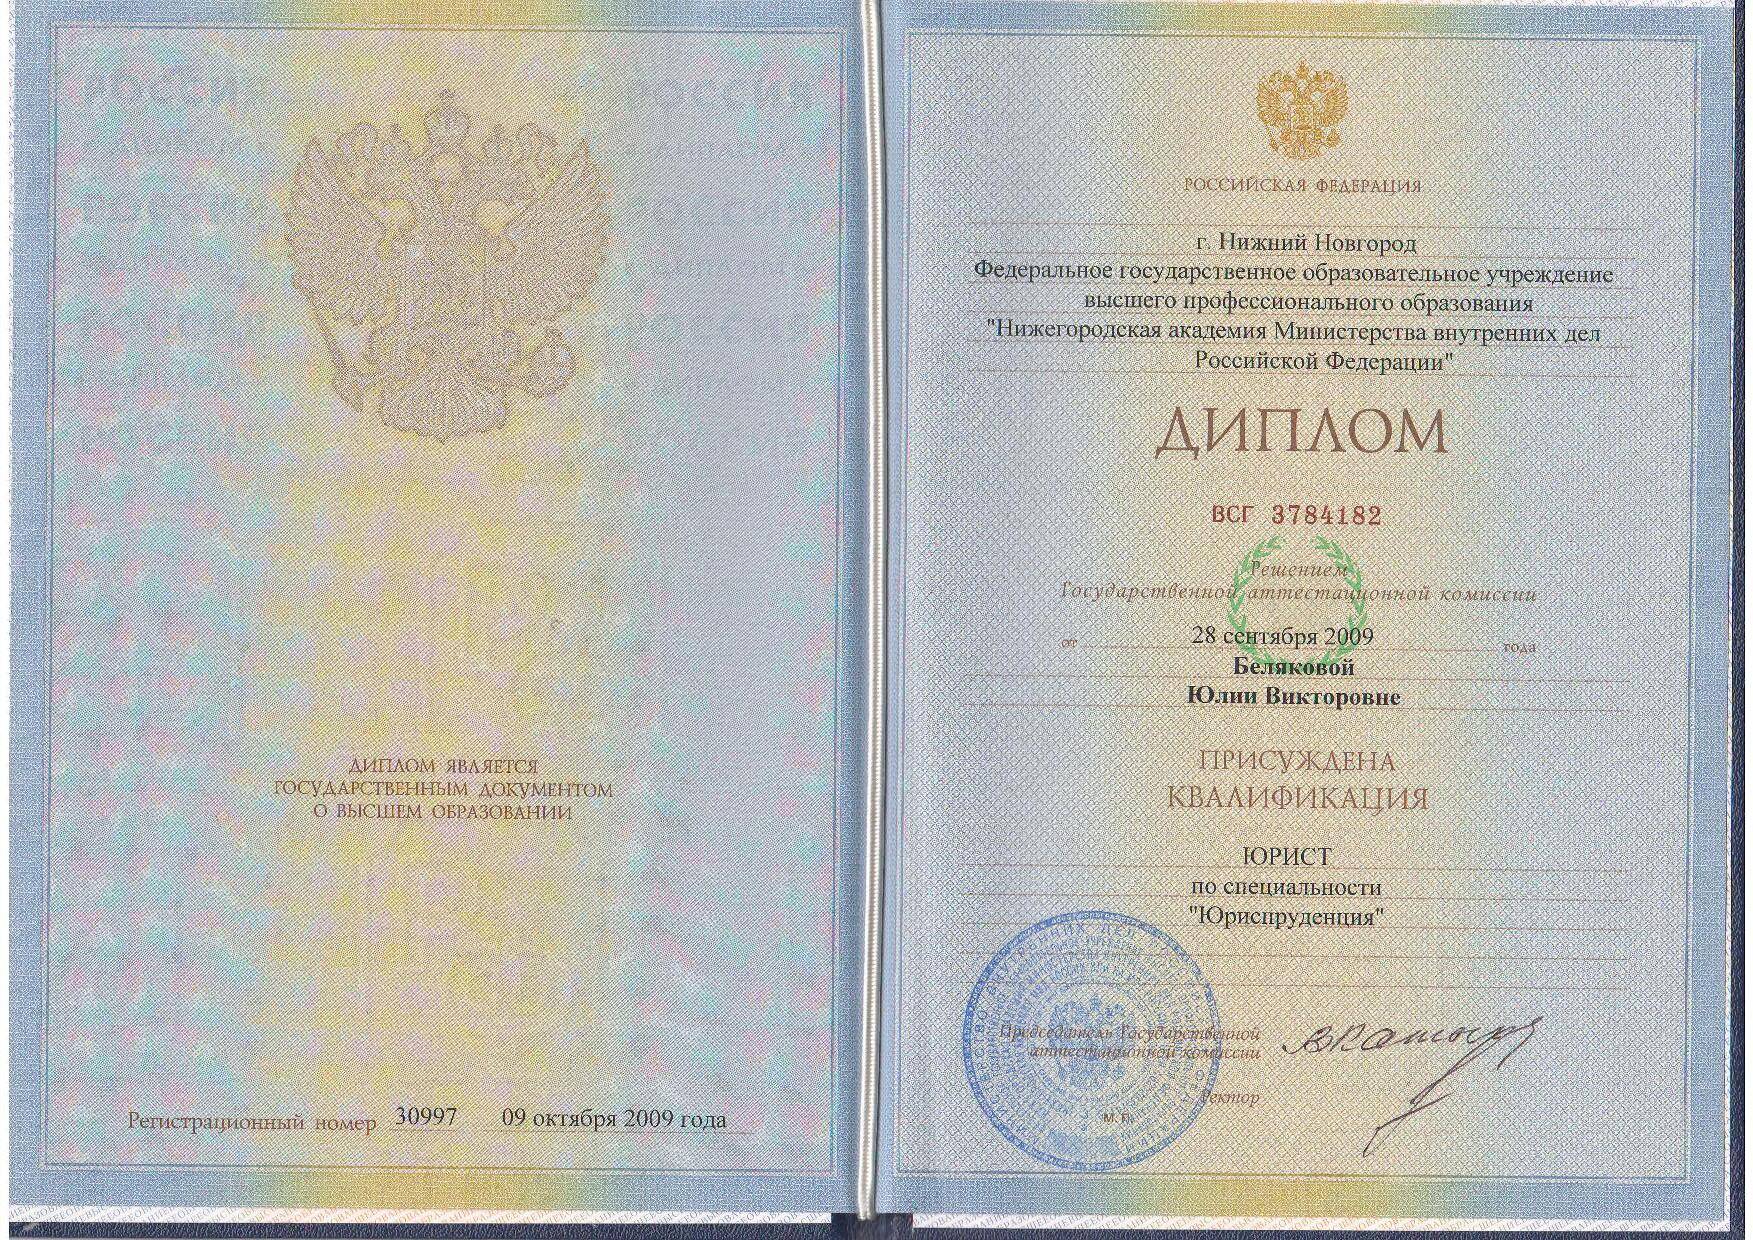 ДИПЛОМ ЯВЛЯЕТСЯ
ГОСУДАРСТВЕННЫМ ДОКУМЕНТОМ
О ВЫСШЕМ ОБРАЗОВАНИИ
Регистрационный номер 30997 09 октября 2009 года
РОССИЙСКАЯ ФЕДЕРАЦИЯ
г. Нижний Новгород
Федеральное государственное образовательное учреждение
высшего профессионального образования
"Нижегородская академия Министерства внутренних дел
Российской Федерации"
ДИПЛОМ
ВСГ 3784182
Решением
Государственной аттестационной комиссии
от 28 сентября 2009 года
Беляковой
Юлии Викторовне
ПРИСУЖДЕНА
КВАЛИФИКАЦИЯ
ЮРИСТ
по специальности
"Юриспруденция"
Председатель Государственной
аттестационной комиссии
Ректор
М. П.